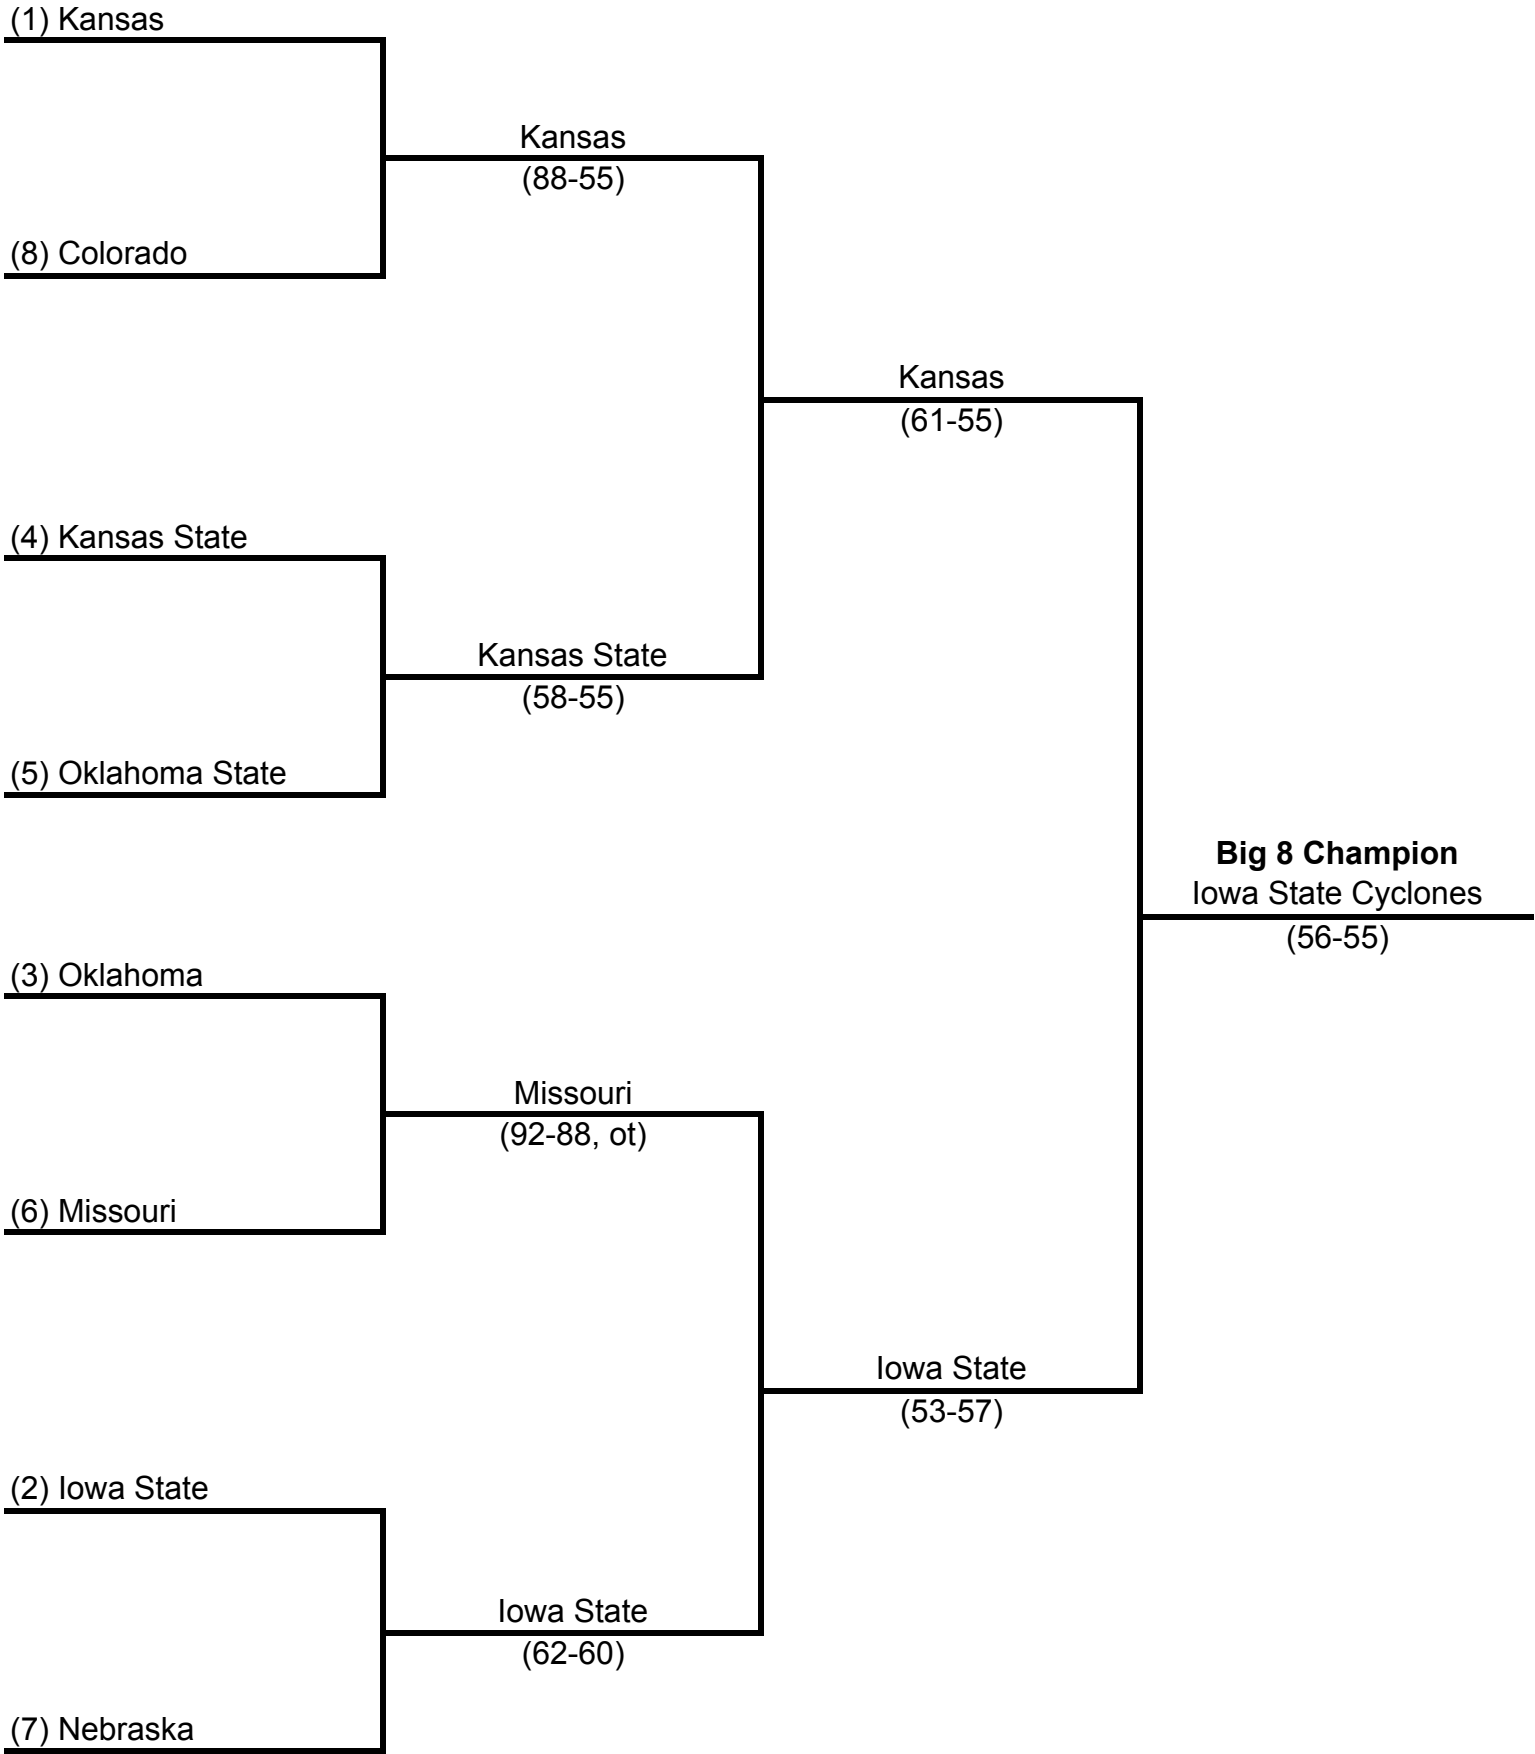 (1) Kansas
Kansas
(88-55)
(8) Colorado
Kansas
(61-55)
(4) Kansas State
Kansas State
(58-55)
(5) Oklahoma State
Big 8 Champion
Iowa State Cyclones
(56-55)
(3) Oklahoma
Missouri
(92-88, ot)
(6) Missouri
Iowa State
(53-57)
(2) Iowa State
Iowa State
(62-60)
(7) Nebraska